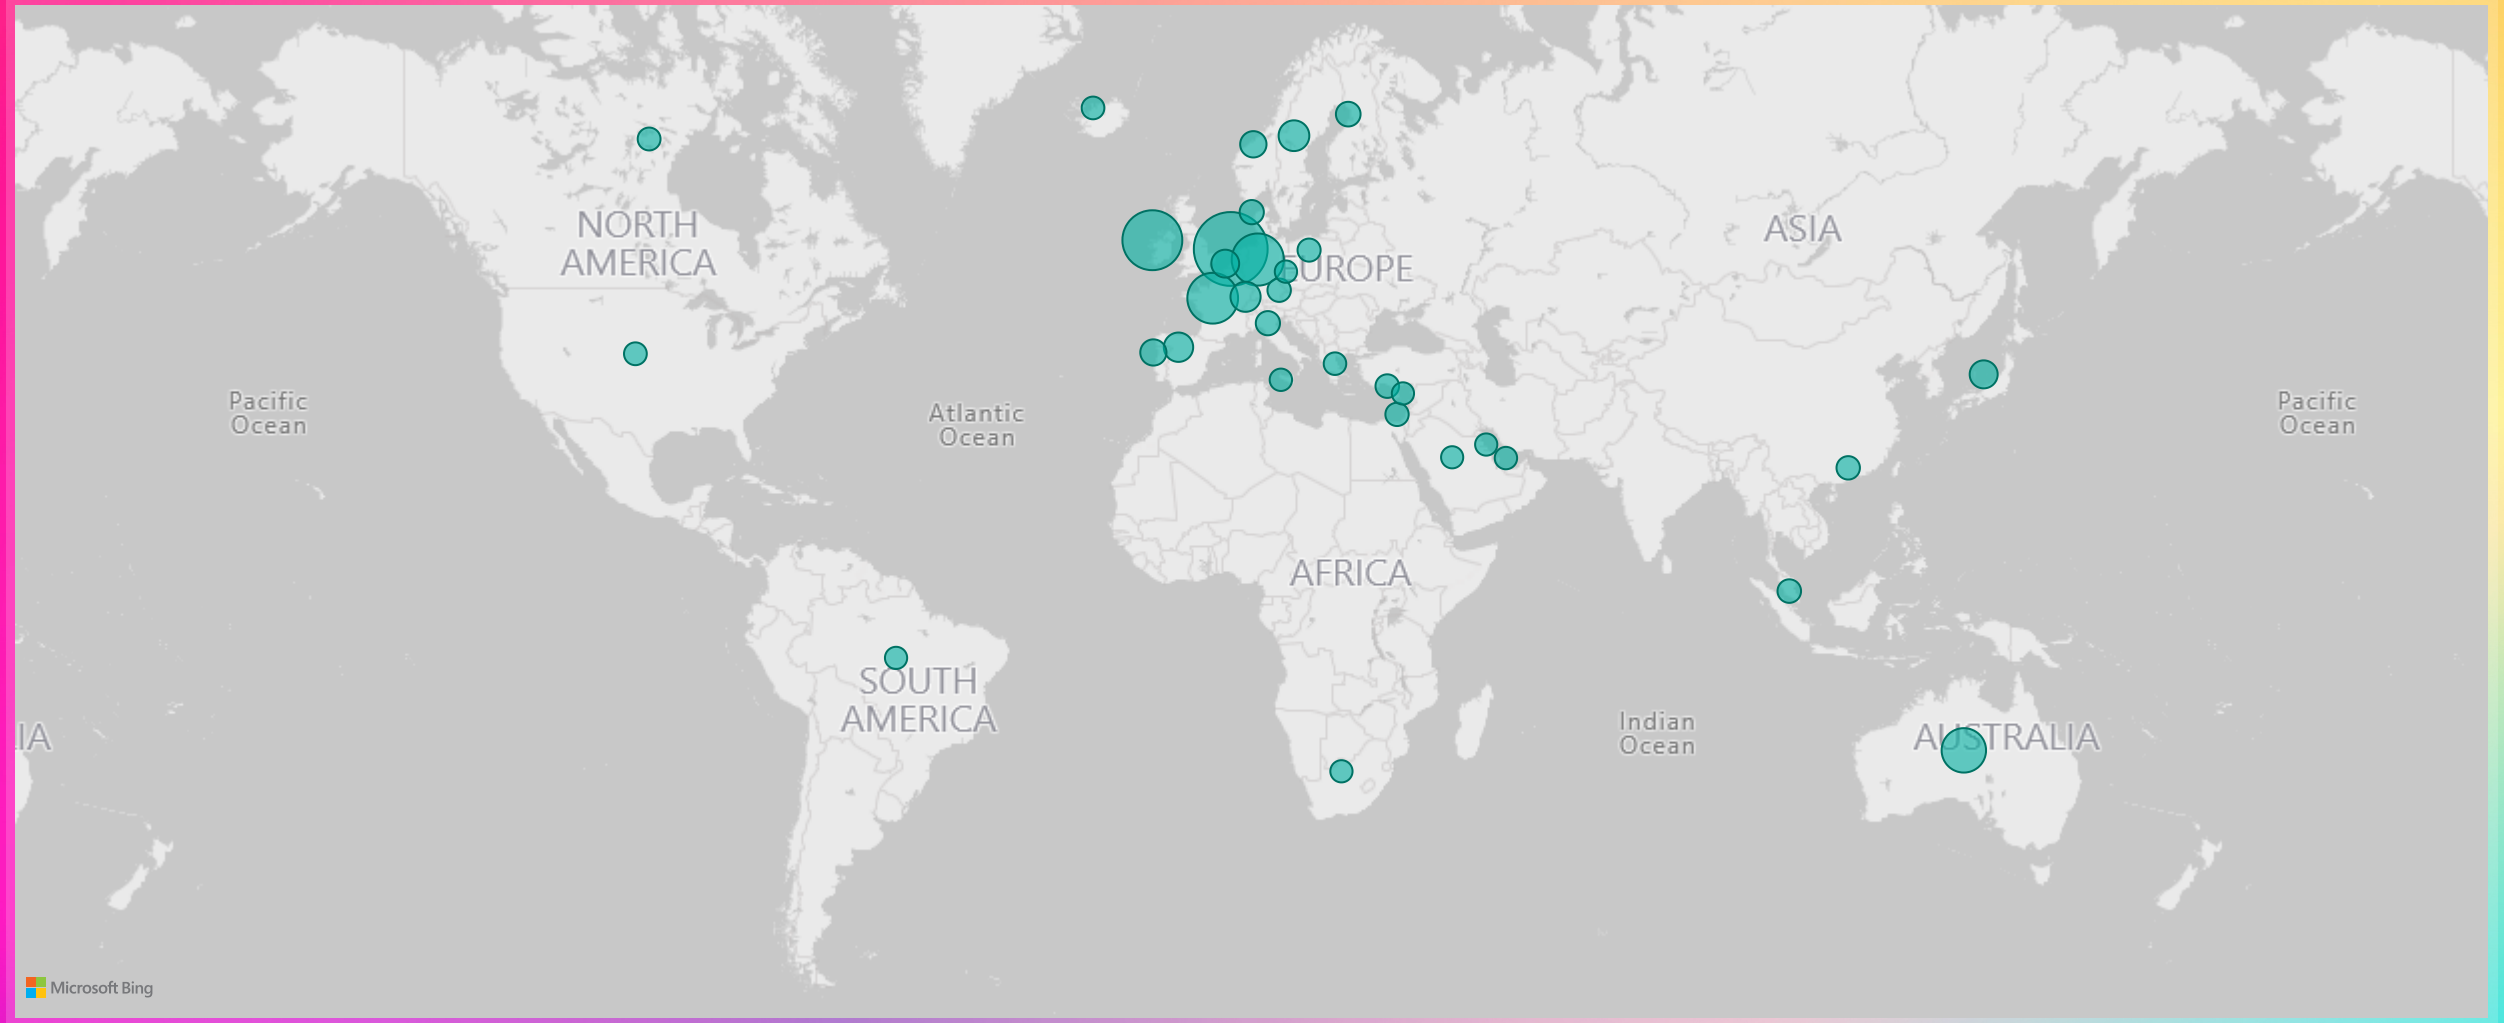 NORTH
AMERICA
EUROPE
ASIA
Pacific
Ocean
Atlantic
Ocean
Pacific
Ocean
AFRICA
SOUTH
AMERICA
Indian
Ocean
IA
AUSTRALIA
Microsoft Bing